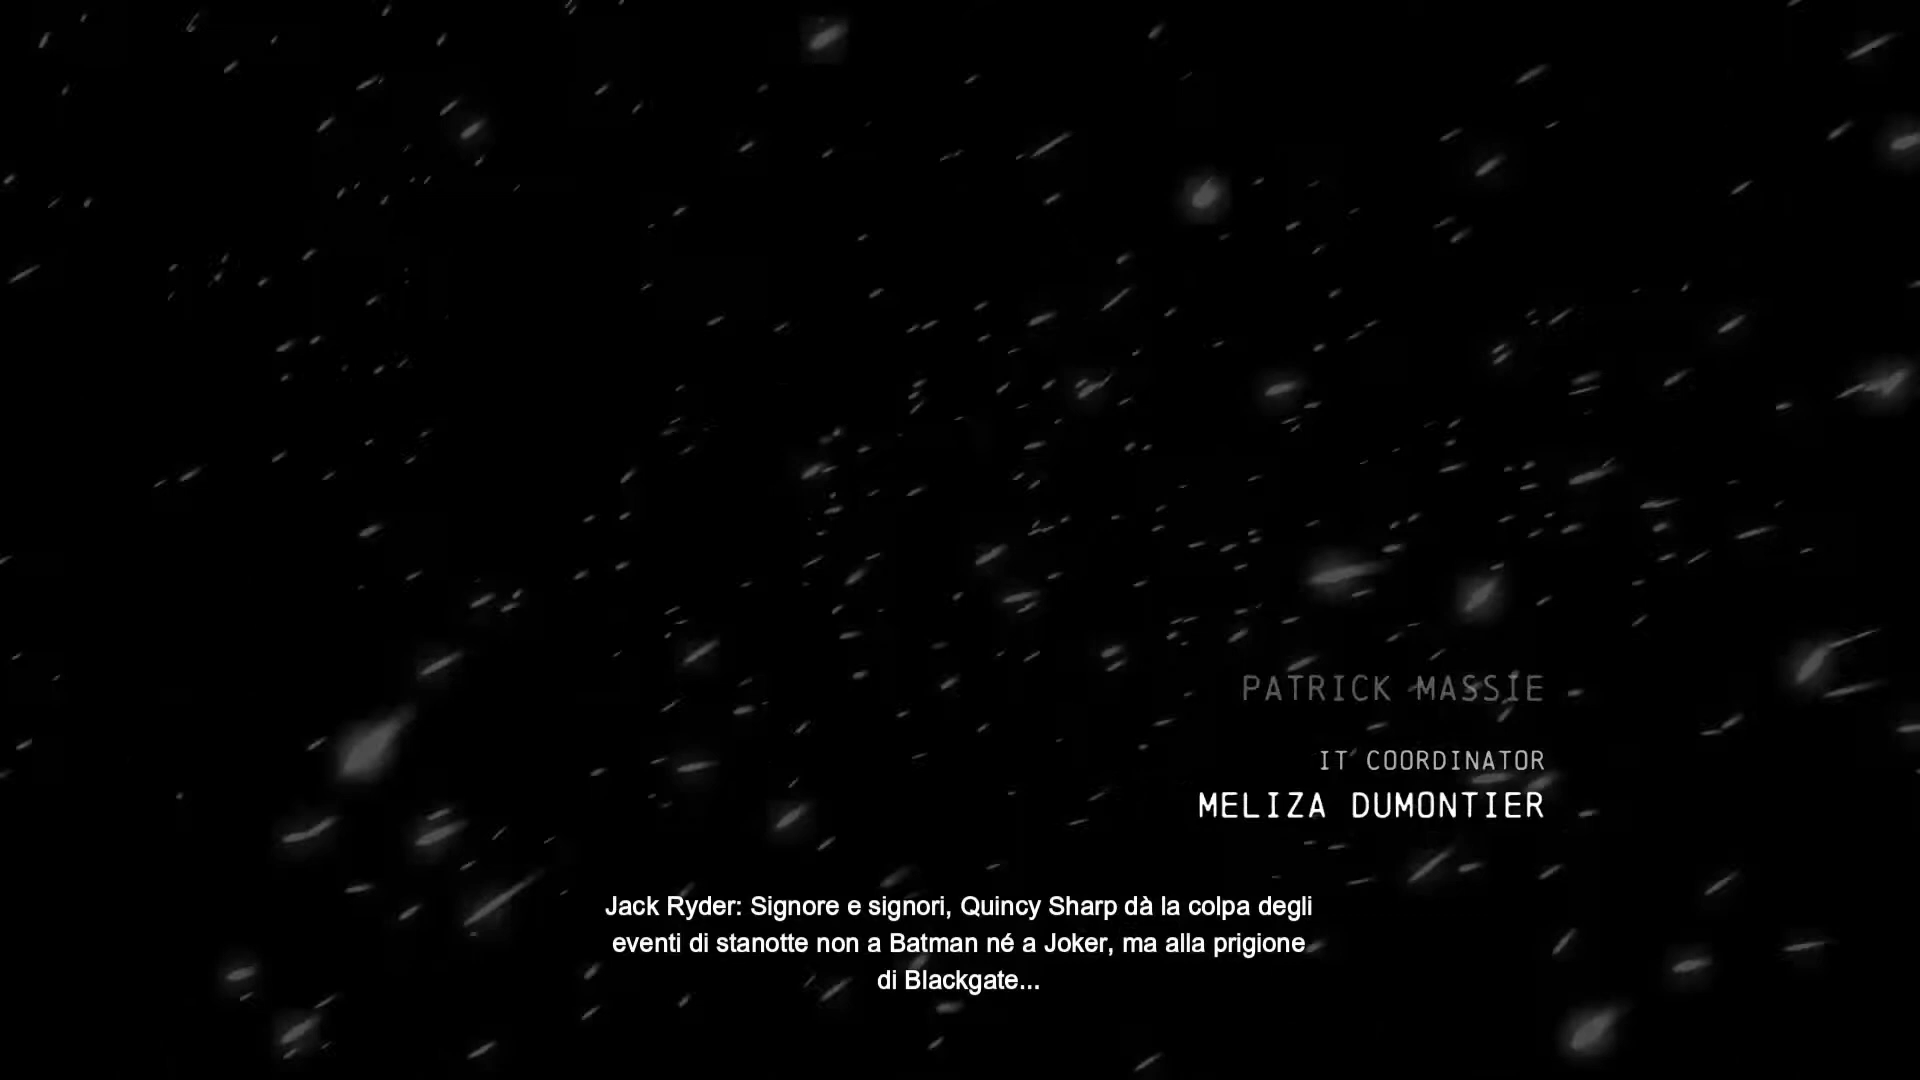 PATRICK MASSIE
IT COORDINATOR
MELIZA DUMONTIER
Jack Ryder: Signore e signori, Quincy Sharp dà la colpa degli
eventi di stanotte non a Batman né a Joker, ma alla prigione
di Blackgate...